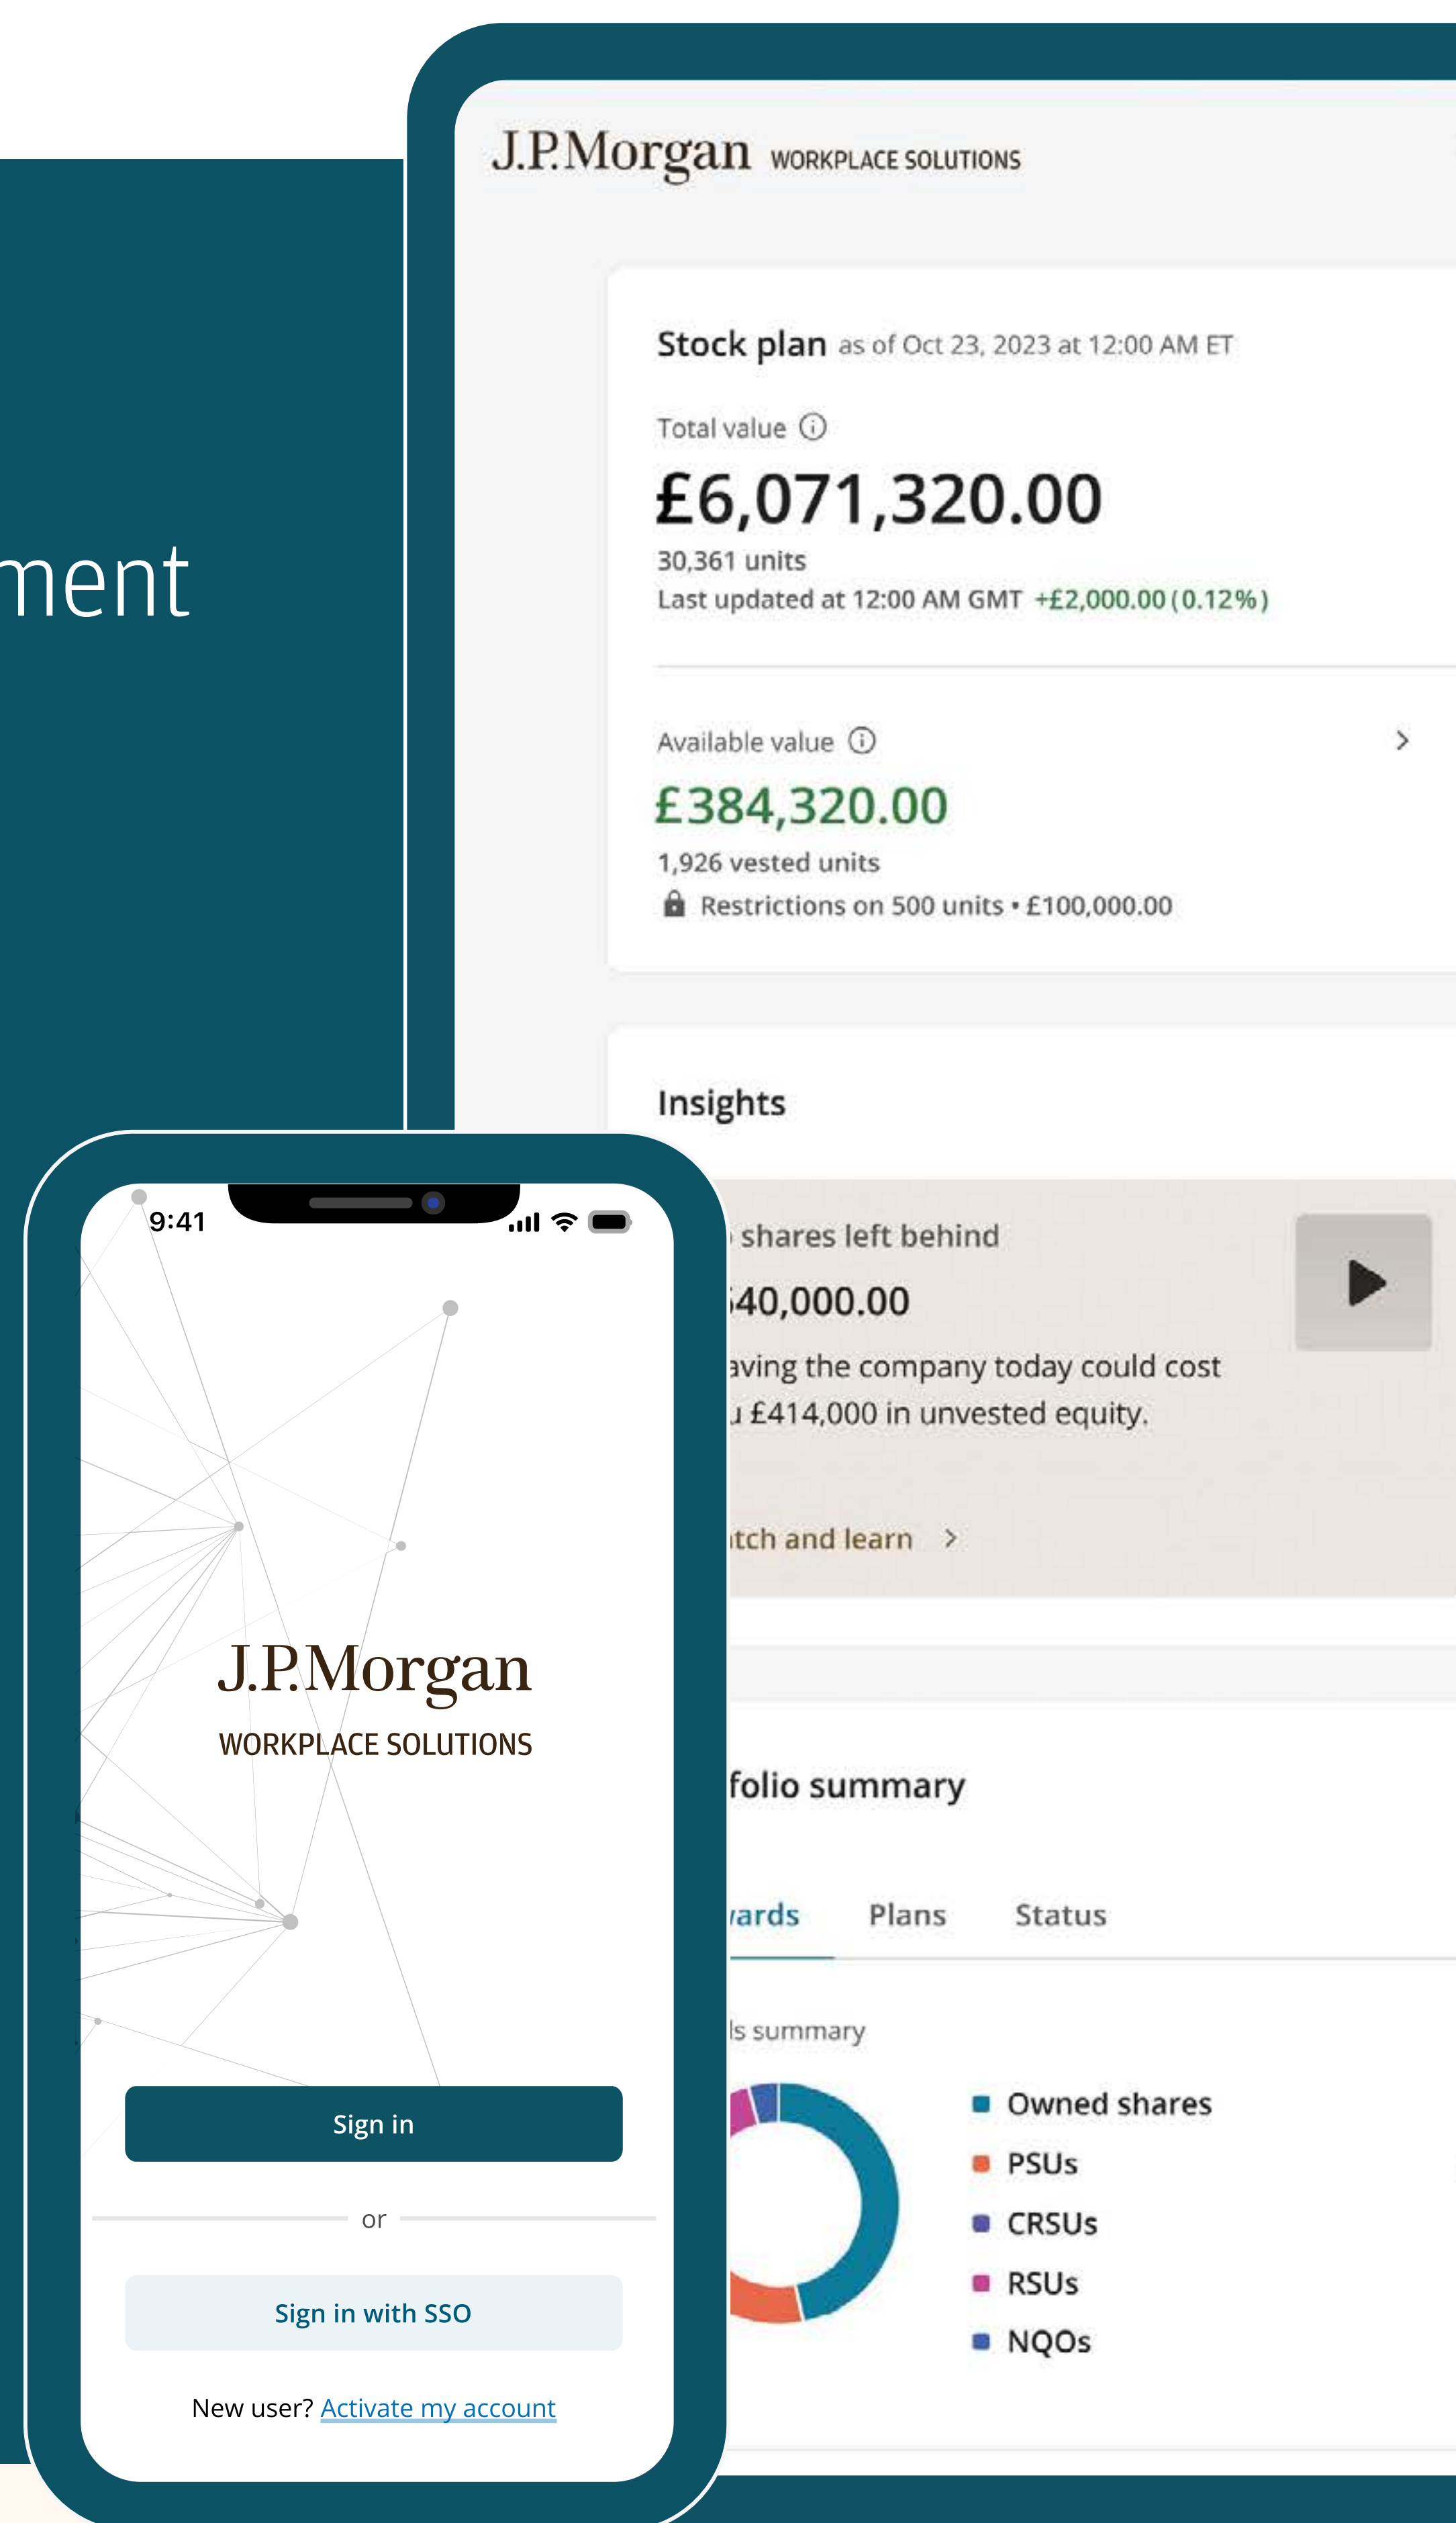 J.P.Morgan WORKPLACE SOLUTIONS
Stock plan as of Oct 23, 2023 at 12:00 AM ET
Total value
£6,071,320.00
30,361 units
Last updated at 12:00 AM GMT +£2,000.00 (0.12%)
Available value
£384,320.00
1,926 vested units
Restrictions on 500 units • £100,000.00
ment
Insights
shares left behind
40,000.00
aving the company today could cost
u £414,000 in unvested equity.
tch and learn
folio summary
ards Plans Status
ls summary
Owned shares
PSUs
CRSUs
RSUs
NQOs
9:41
J.P.Morgan
WORKPLACE SOLUTIONS
Sign in
or
Sign in with SSO
New user? Activate my account